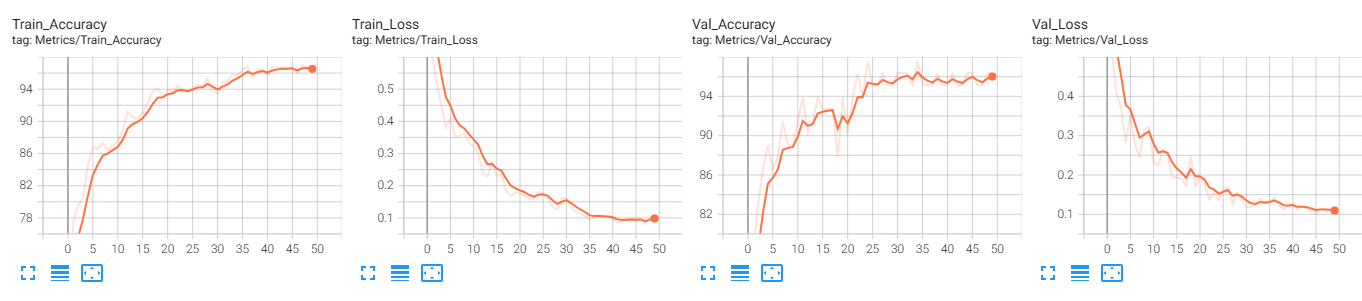 Train_Accuracy
tag: Metrics/Train_Accuracy
94
90
86
82
78
0 5 10 15 20 25 30 35 40 45 50
Train_Loss
tag: Metrics/Train_Loss
0.5
0.4
0.3
0.2
0.1
0 5 10 15 20 25 30 35 40 45 50
Val_Accuracy
tag: Metrics/Val_Accuracy
94
90
86
82
0 5 10 15 20 25 30 35 40 45 50
Val_Loss
tag: Metrics/Val_Loss
0.5
0.4
0.3
0.2
0.1
0 5 10 15 20 25 30 35 40 45 50